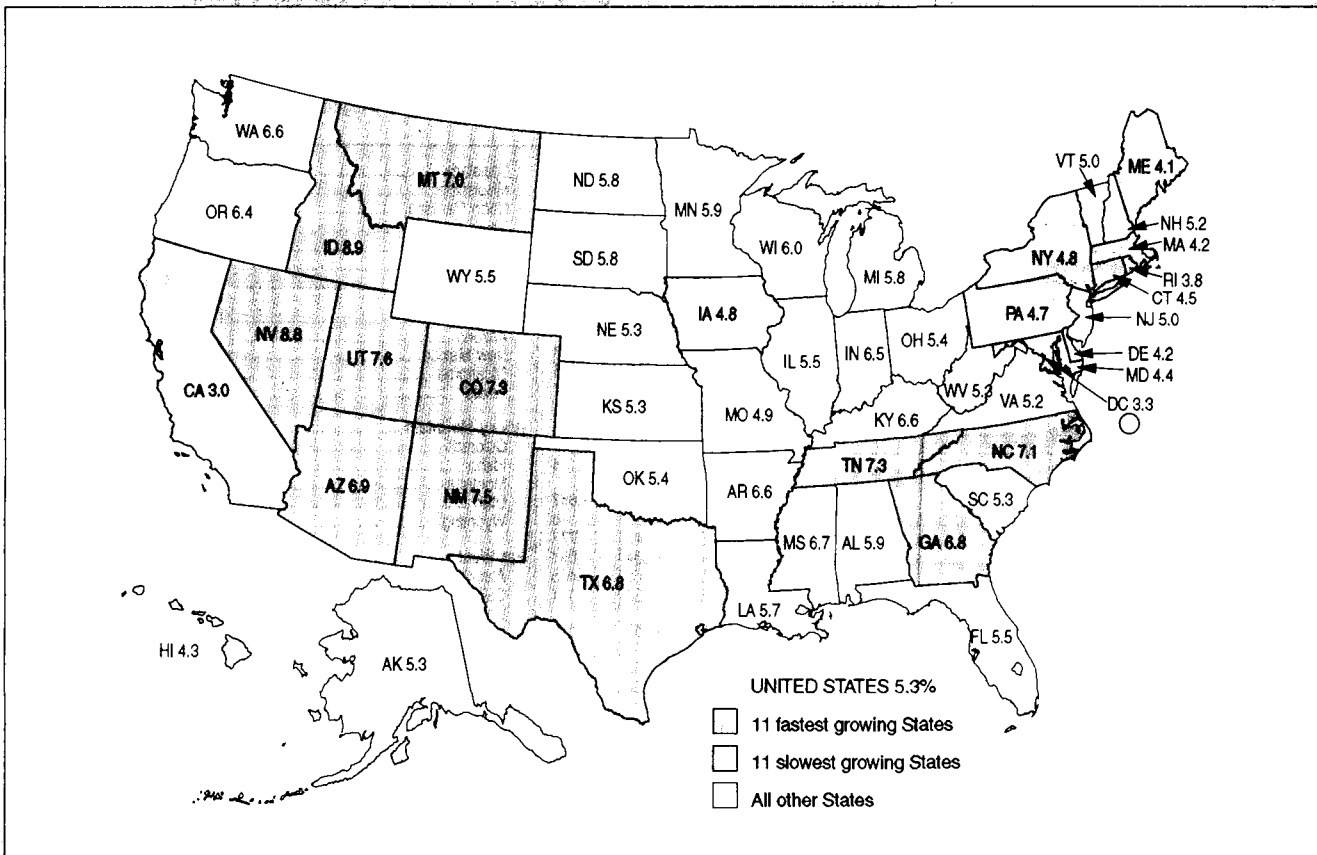 WA 6.6
MT 7.0
ND 5.8
MN 5.9
VT 5.0
ME 4.1
OR 6.4
ID 8.9
WY 5.5
SD 5.8
WI 6.0
MI 5.8
NY 4.8
NH 5.2
MA 4.2
RI 3.8
CT 4.5
NJ 5.0
NV 8.8
UT 7.6
CO 7.3
NE 5.3
IA 4.8
IL 5.5
IN 6.5
OH 5.4
PA 4.7
DE 4.2
MD 4.4
DC 3.3
CA 3.0
KS 5.3
MO 4.9
KY 6.6
WV 5.3
VA 5.2
AZ 6.9
NM 7.5
OK 5.4
AR 6.6
TN 7.3
NC 7.1
SC 5.3
TX 6.8
LA 5.7
MS 6.7
AL 5.9
GA 6.8
FL 5.5
HI 4.3
AK 5.3
UNITED STATES 5.3%
11 fastest growing States
11 slowest growing States
All other States